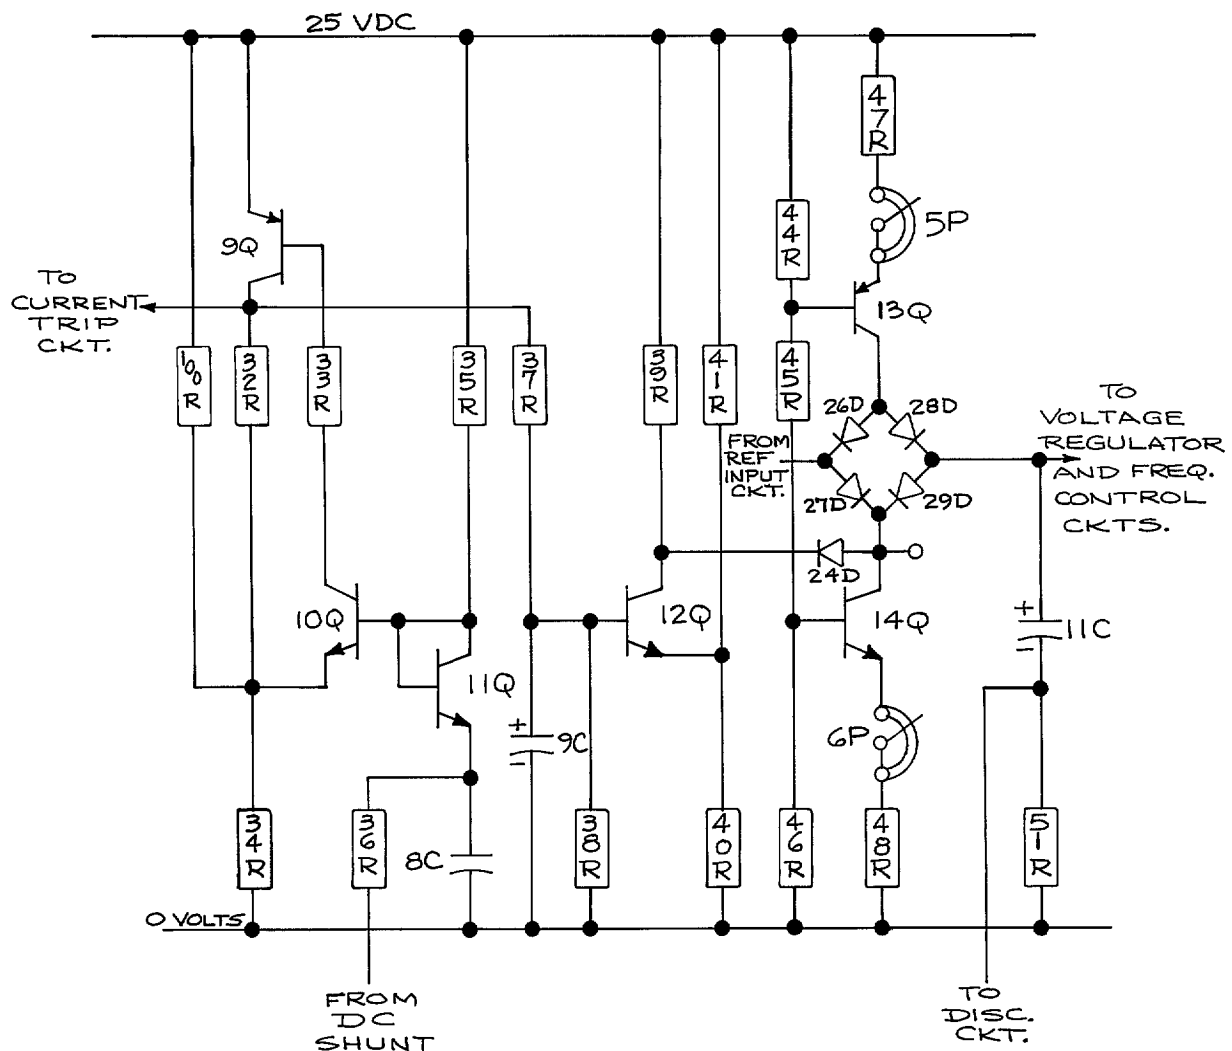 25 VDC
47R
5P
44R
9Q
13Q
TO
CURRENT
TRIP
CKT.
100R
32R
33R
35R
37R
39R
41R
45R
26D
28D
TO
VOLTAGE
REGULATOR
AND FREQ.
CONTROL
CKTS.
FROM
REF
INPUT
CKT.
27D
29D
24D
10Q
12Q
14Q
+
11C
-
11Q
+
9C
-
6P
34R
36R
8C
38R
40R
46R
48R
51R
0 VOLTS
FROM
DC
SHUNT
TO
DISC.
CKT.